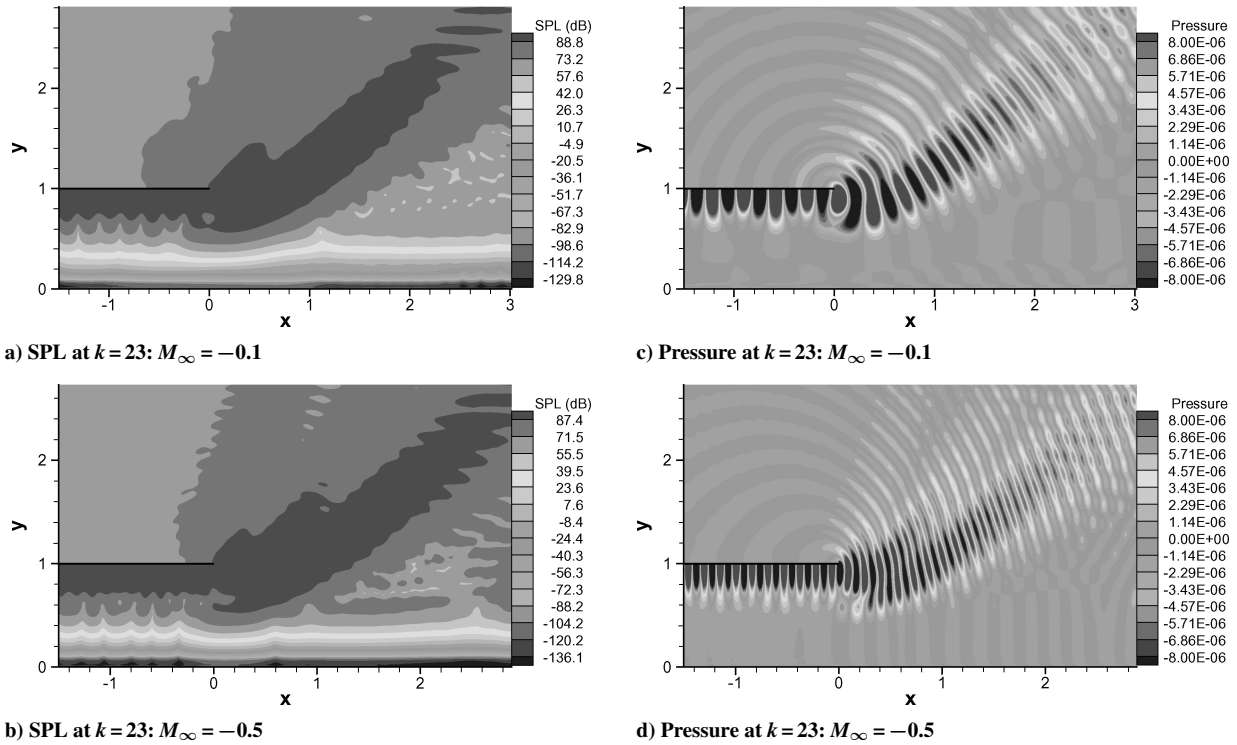 SPL (dB)
88.8
73.2
57.6
42.0
26.3
10.7
-4.9
-20.5
-36.1
-51.7
-67.3
-82.9
-98.6
-114.2
-129.8
y
2
1
0
-1 0 1 2 3
x
a) SPL at k = 23: M∞ = −0.1
Pressure
8.00E-06
6.86E-06
5.71E-06
4.57E-06
3.43E-06
2.29E-06
1.14E-06
0.00E+00
-1.14E-06
-2.29E-06
-3.43E-06
-4.57E-06
-5.71E-06
-6.86E-06
-8.00E-06
y
2
1
0
-1 0 1 2 3
x
c) Pressure at k = 23: M∞ = −0.1
SPL (dB)
87.4
71.5
55.5
39.5
23.6
7.6
-8.4
-24.4
-40.3
-56.3
-72.3
-88.2
-104.2
-120.2
-136.1
y
2
1
0
-1 0 1 2
x
b) SPL at k = 23: M∞ = −0.5
Pressure
8.00E-06
6.86E-06
5.71E-06
4.57E-06
3.43E-06
2.29E-06
1.14E-06
0.00E+00
-1.14E-06
-2.29E-06
-3.43E-06
-4.57E-06
-5.71E-06
-6.86E-06
-8.00E-06
y
2
1
0
-1 0 1 2
x
d) Pressure at k = 23: M∞ = −0.5